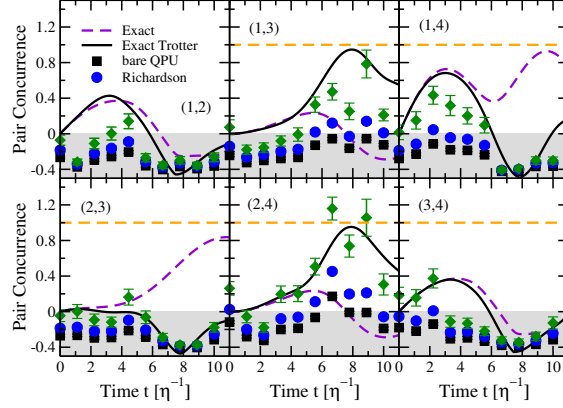 (1,3)
(1,4)
Exact
Exact Trotter
bare QPU
Richardson
(1,2)
1.2
0.8
0.4
0
-0.4
Pair Concurrence
(2,3)
(2,4)
(3,4)
1.2
0.8
0.4
0
-0.4
Pair Concurrence
0 2 4 6 8 10
0 2 4 6 8 10
0 2 4 6 8 10
Time t [η⁻¹]
Time t [η⁻¹]
Time t [η⁻¹]